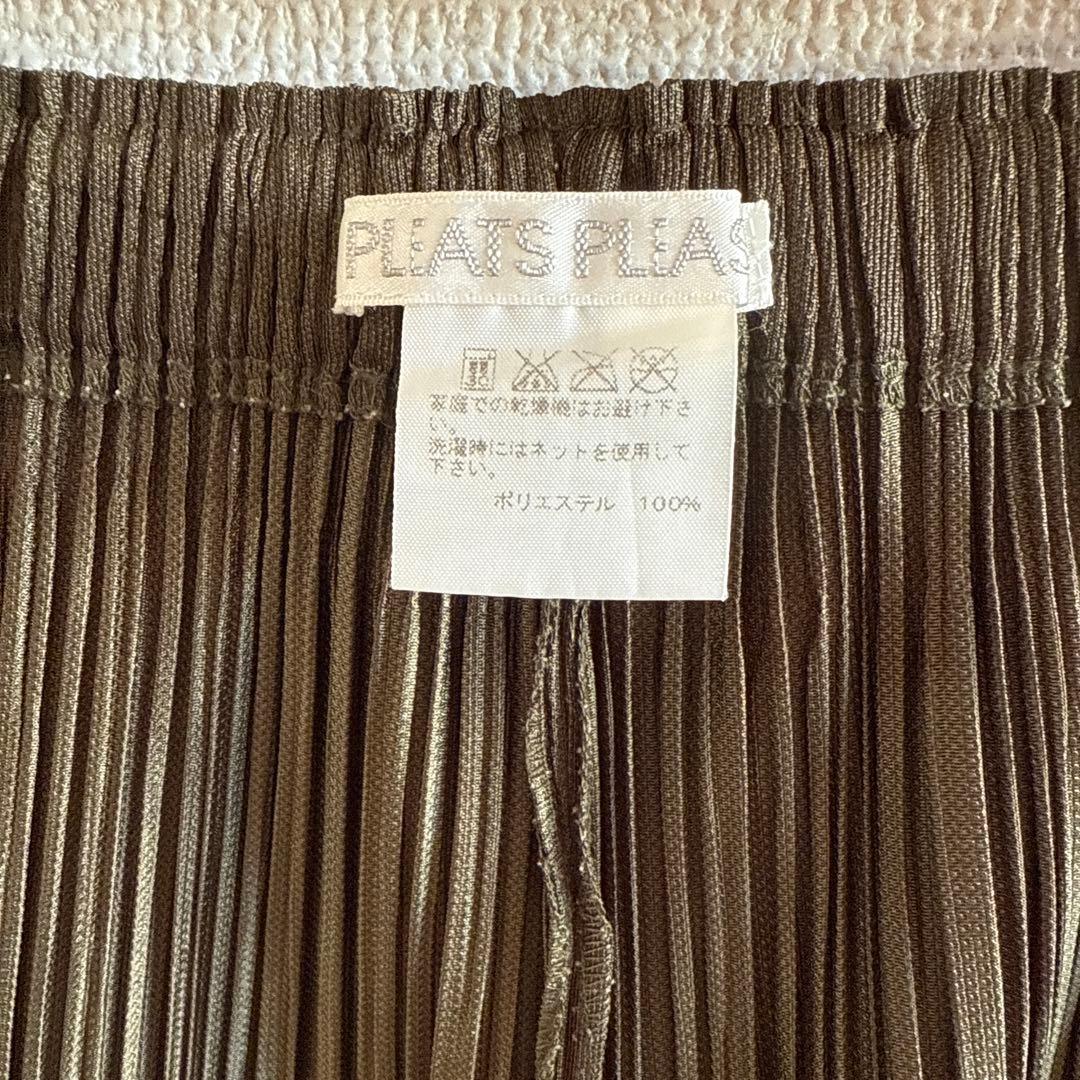 PLEATS PLEAS
家庭での乾燥機はお避け下さ
い。
洗濯時にはネットを使用して
下さい。
ポリエステル 100%